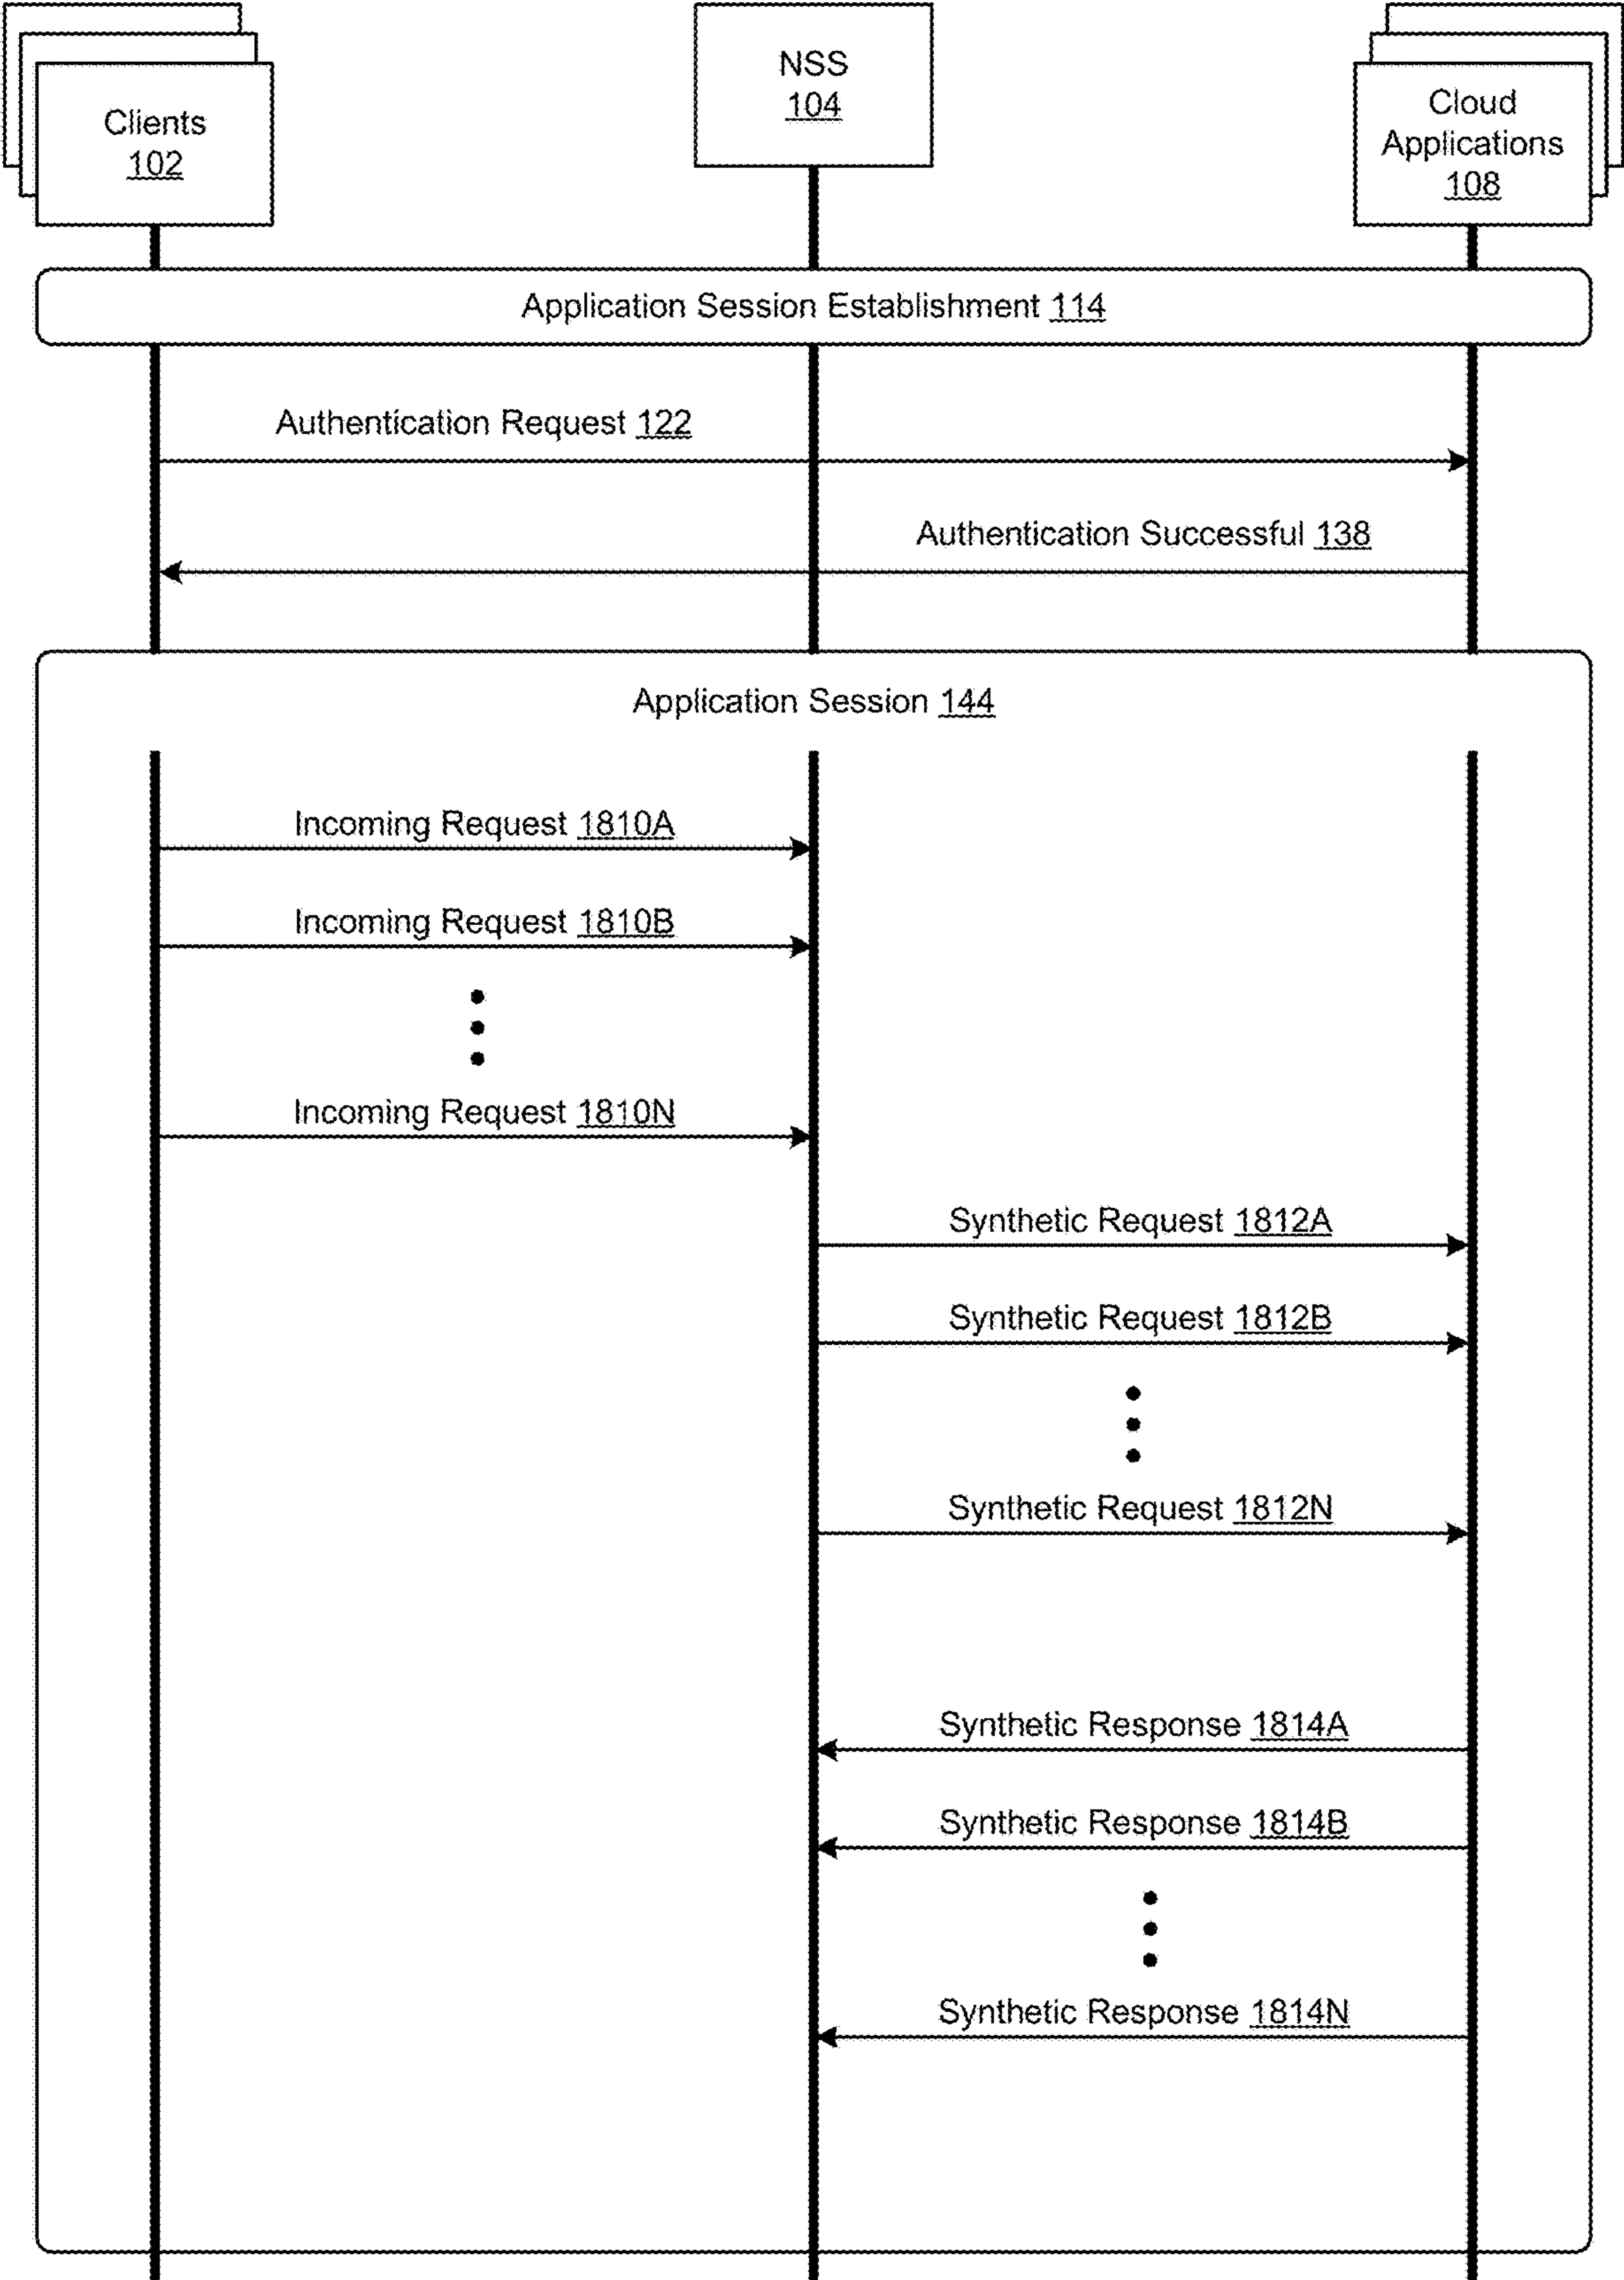 Clients
102
NSS
104
Cloud
Applications
108
Application Session Establishment 114
Authentication Request 122
Authentication Successful 138
Application Session 144
Incoming Request 1810A
Incoming Request 1810B
Incoming Request 1810N
Synthetic Request 1812A
Synthetic Request 1812B
Synthetic Request 1812N
Synthetic Response 1814A
Synthetic Response 1814B
Synthetic Response 1814N